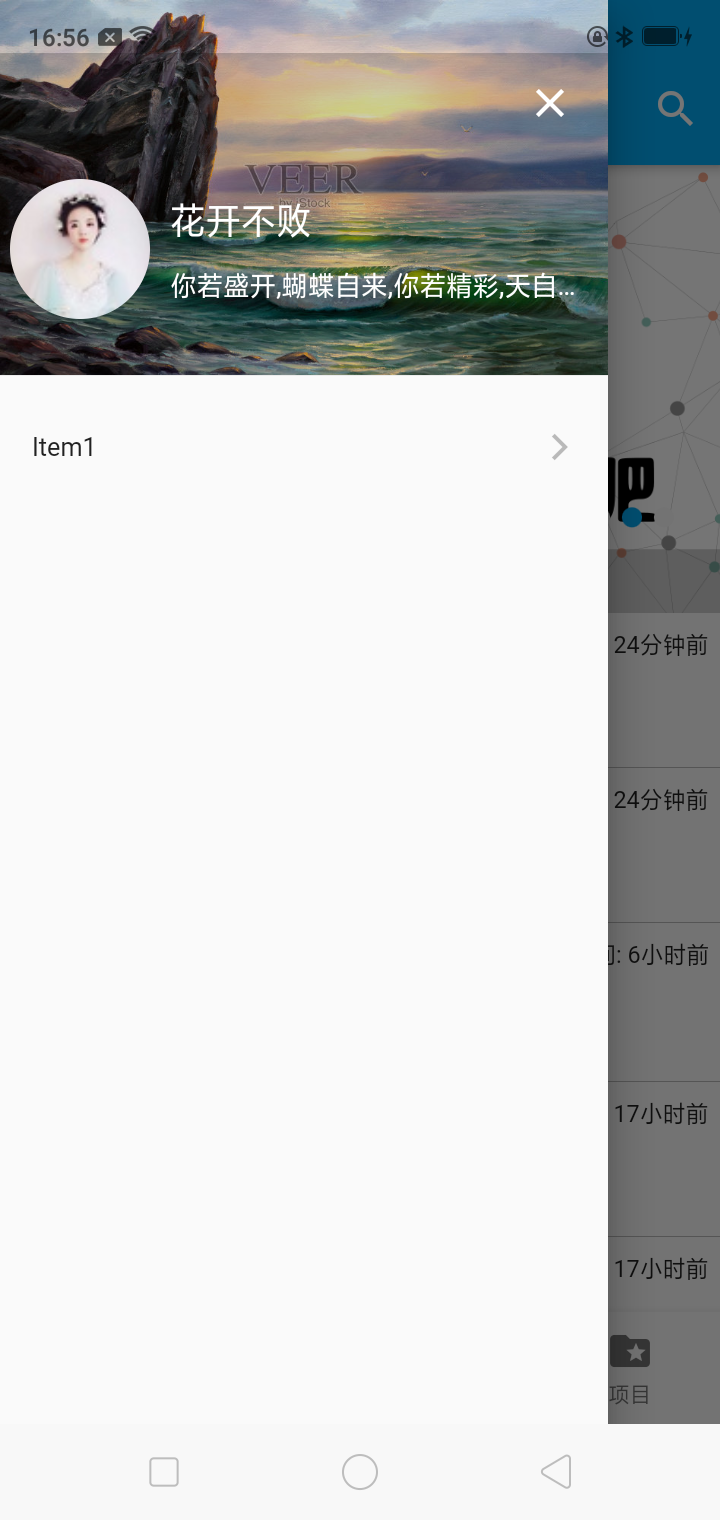 16:56
VEER
by iStock
花开不败
你若盛开,蝴蝶自来,你若精彩,天自...
Item1
吧
24分钟前
24分钟前
: 6小时前
17小时前
17小时前
项目